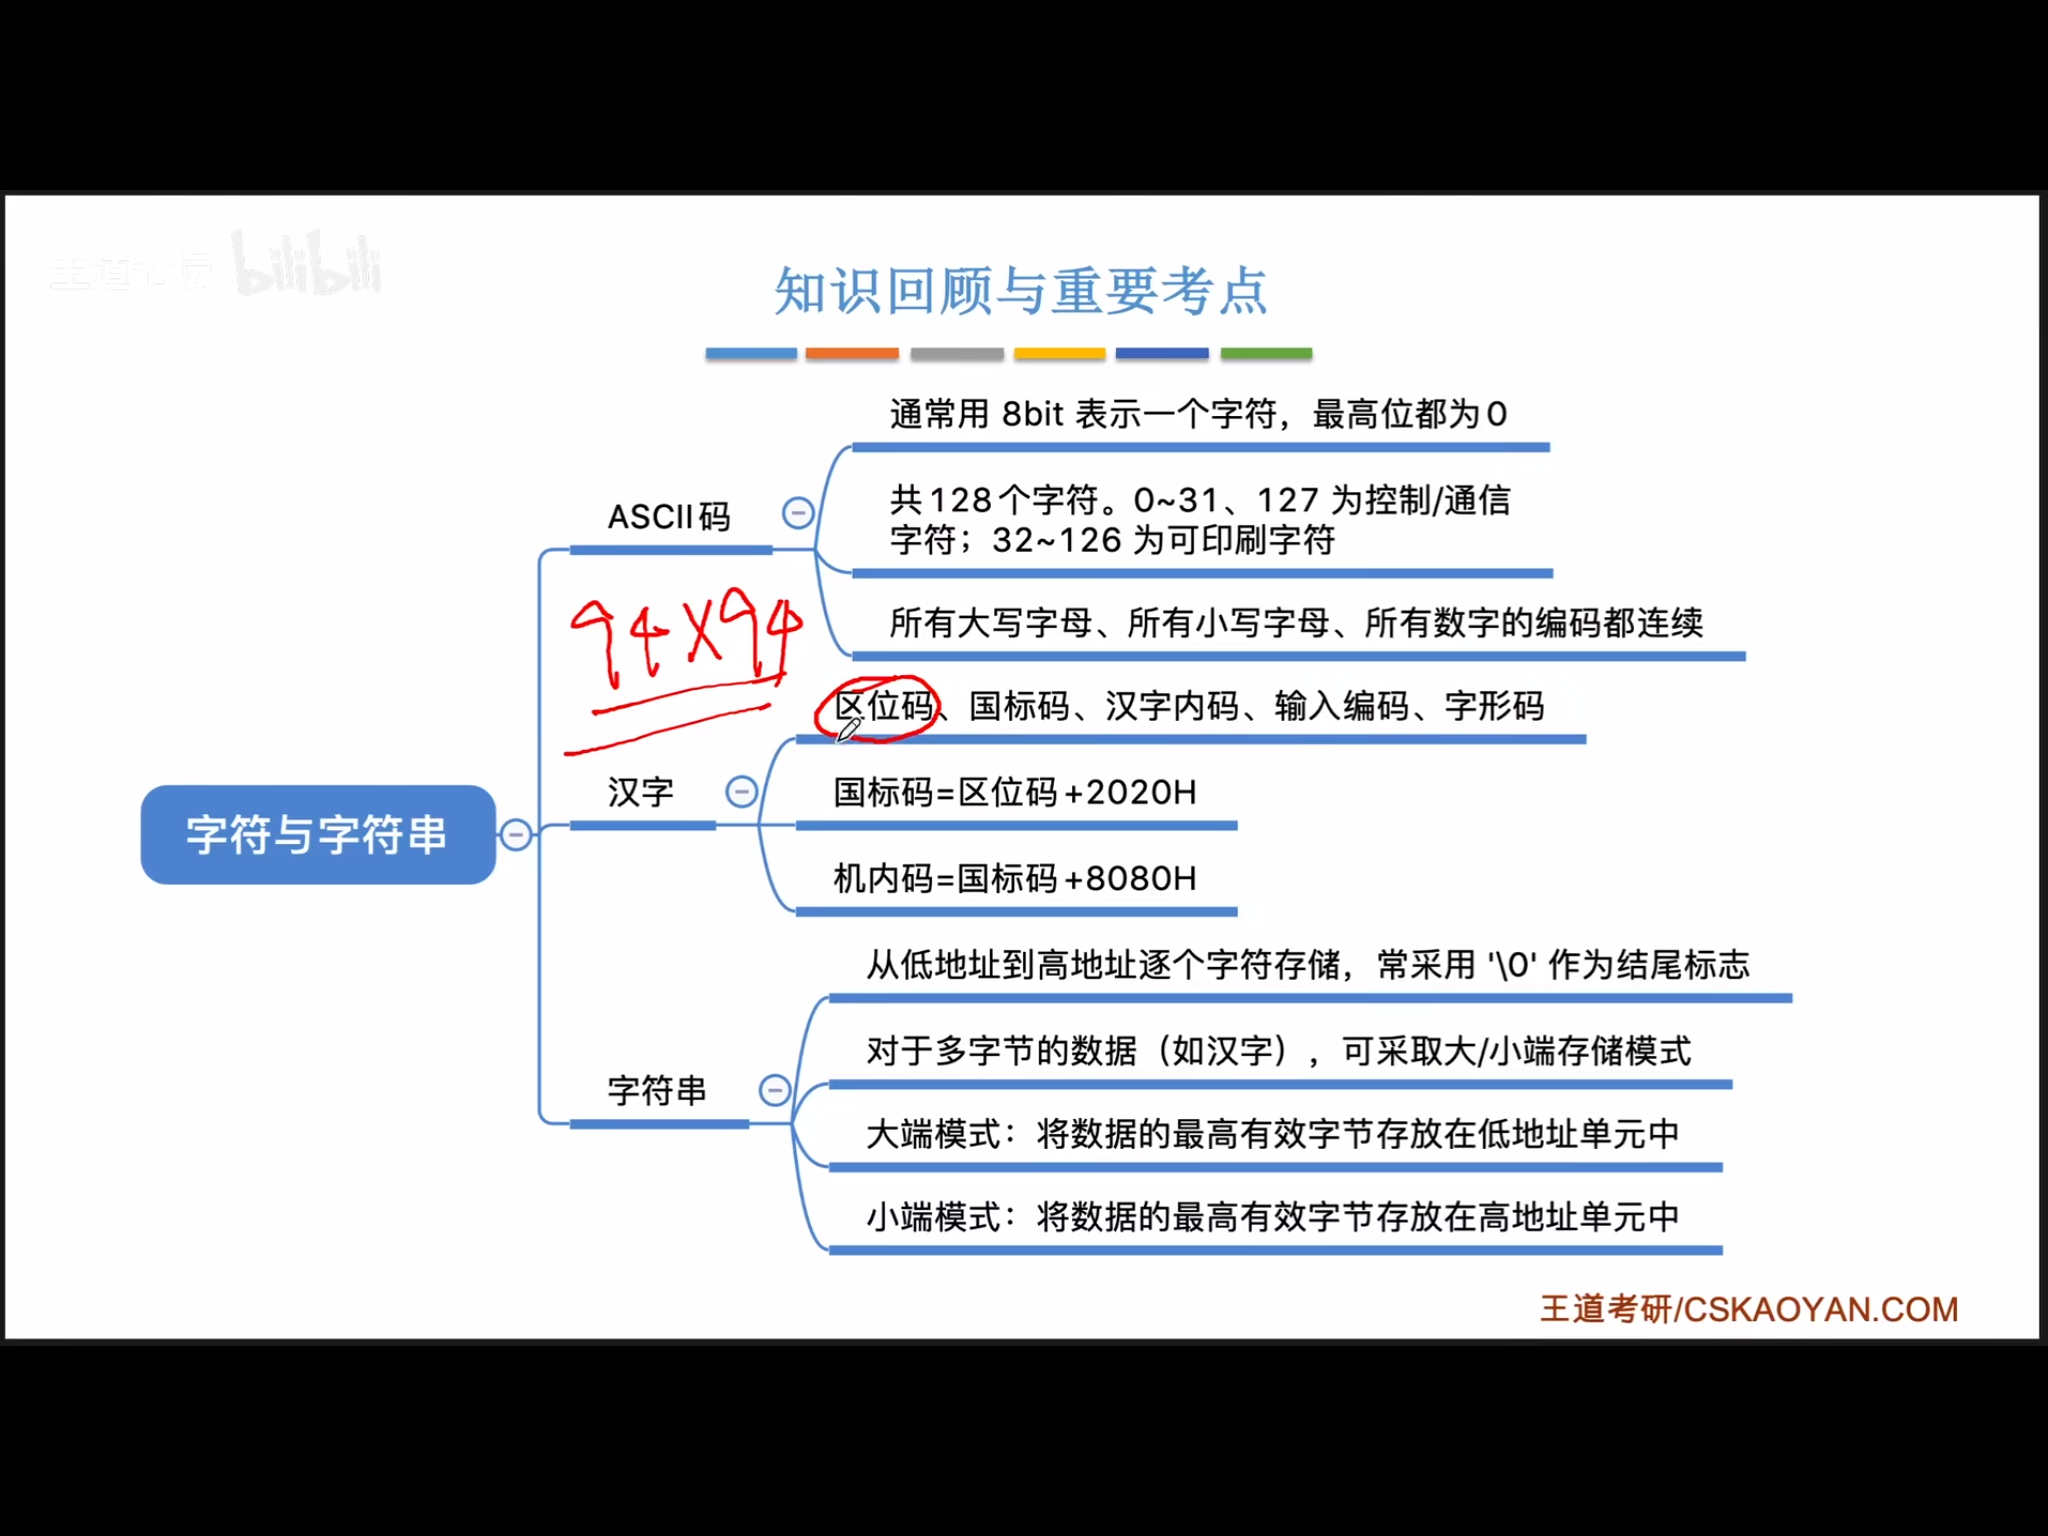 王道论坛 bilibili
知识回顾与重要考点
通常用 8bit 表示一个字符，最高位都为0
ASCII码
共128个字符。0~31、127 为控制/通信
字符；32~126 为可印刷字符
所有大写字母、所有小写字母、所有数字的编码都连续
94X94
区位码、国标码、汉字内码、输入编码、字形码
汉字
国标码=区位码+2020H
机内码=国标码+8080H
字符与字符串
从低地址到高地址逐个字符存储，常采用 '\0' 作为结尾标志
对于多字节的数据（如汉字），可采取大/小端存储模式
字符串
大端模式：将数据的最高有效字节存放在低地址单元中
小端模式：将数据的最高有效字节存放在高地址单元中
王道考研/CSKAOYAN.COM